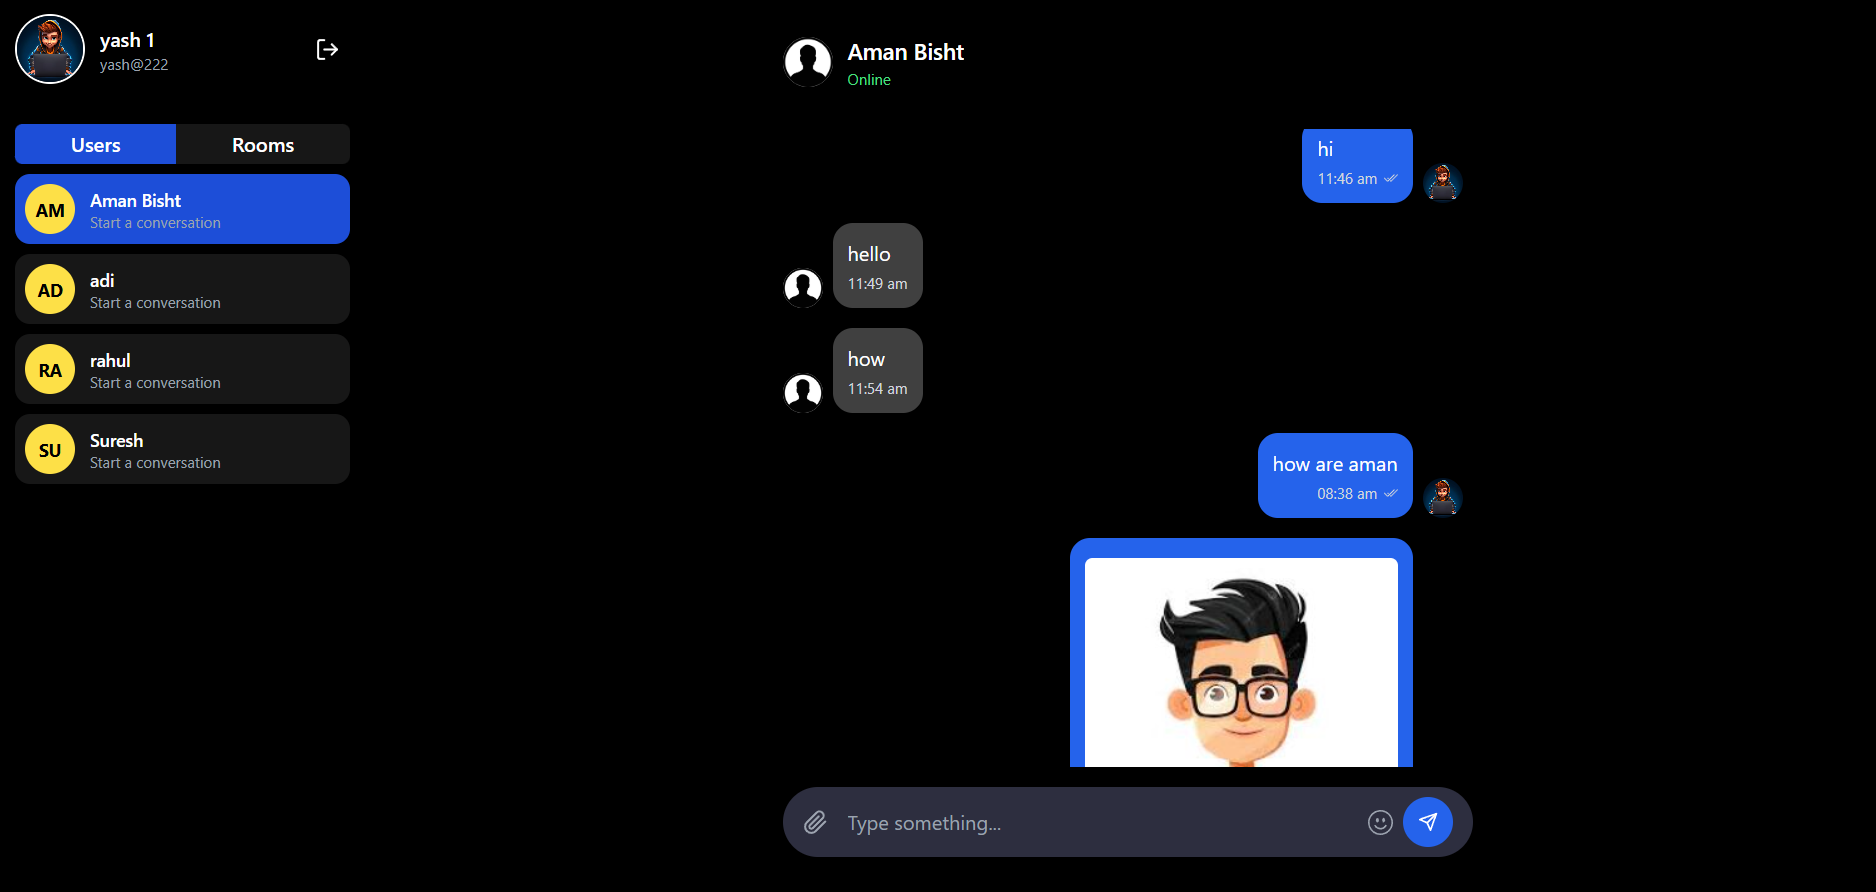 yash 1
yash@222
Users
Rooms
AM
Aman Bisht
Start a conversation
AD
adi
Start a conversation
RA
rahul
Start a conversation
SU
Suresh
Start a conversation
Aman Bisht
Online
hi
11:46 am
hello
11:49 am
how
11:54 am
how are aman
08:38 am
Type something...